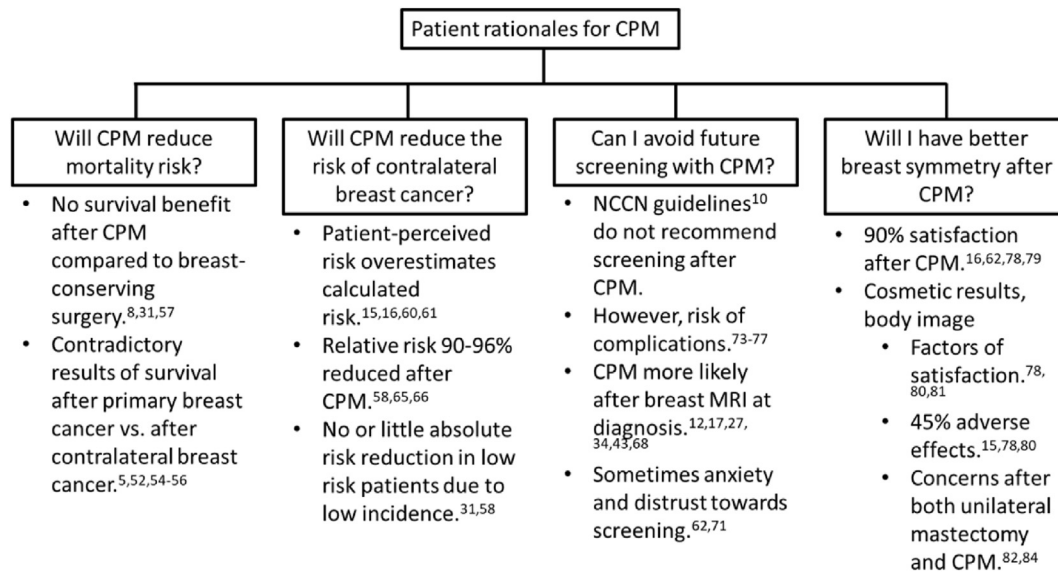 Patient rationales for CPM
Will CPM reduce
mortality risk?
• No survival benefit
after CPM
compared to breast-
conserving
surgery.8,31,57
• Contradictory
results of survival
after primary breast
cancer vs. after
contralateral breast
cancer.5,52,54-56
Will CPM reduce the
risk of contralateral
breast cancer?
• Patient-perceived
risk overestimates
calculated
risk.15,16,60,61
• Relative risk 90-96%
reduced after
CPM.58,65,66
• No or little absolute
risk reduction in low
risk patients due to
low incidence.31,58
Can I avoid future
screening with CPM?
• NCCN guidelines10
do not recommend
screening after
CPM.
• However, risk of
complications.73-77
• CPM more likely
after breast MRI at
diagnosis.12,17,27,
34,43,68
• Sometimes anxiety
and distrust towards
screening.62,71
Will I have better
breast symmetry after
CPM?
• 90% satisfaction
after CPM.16,62,78,79
• Cosmetic results,
body image
• Factors of
satisfaction.78,
80,81
• 45% adverse
effects.15,78,80
• Concerns after
both unilateral
mastectomy
and CPM.82,84